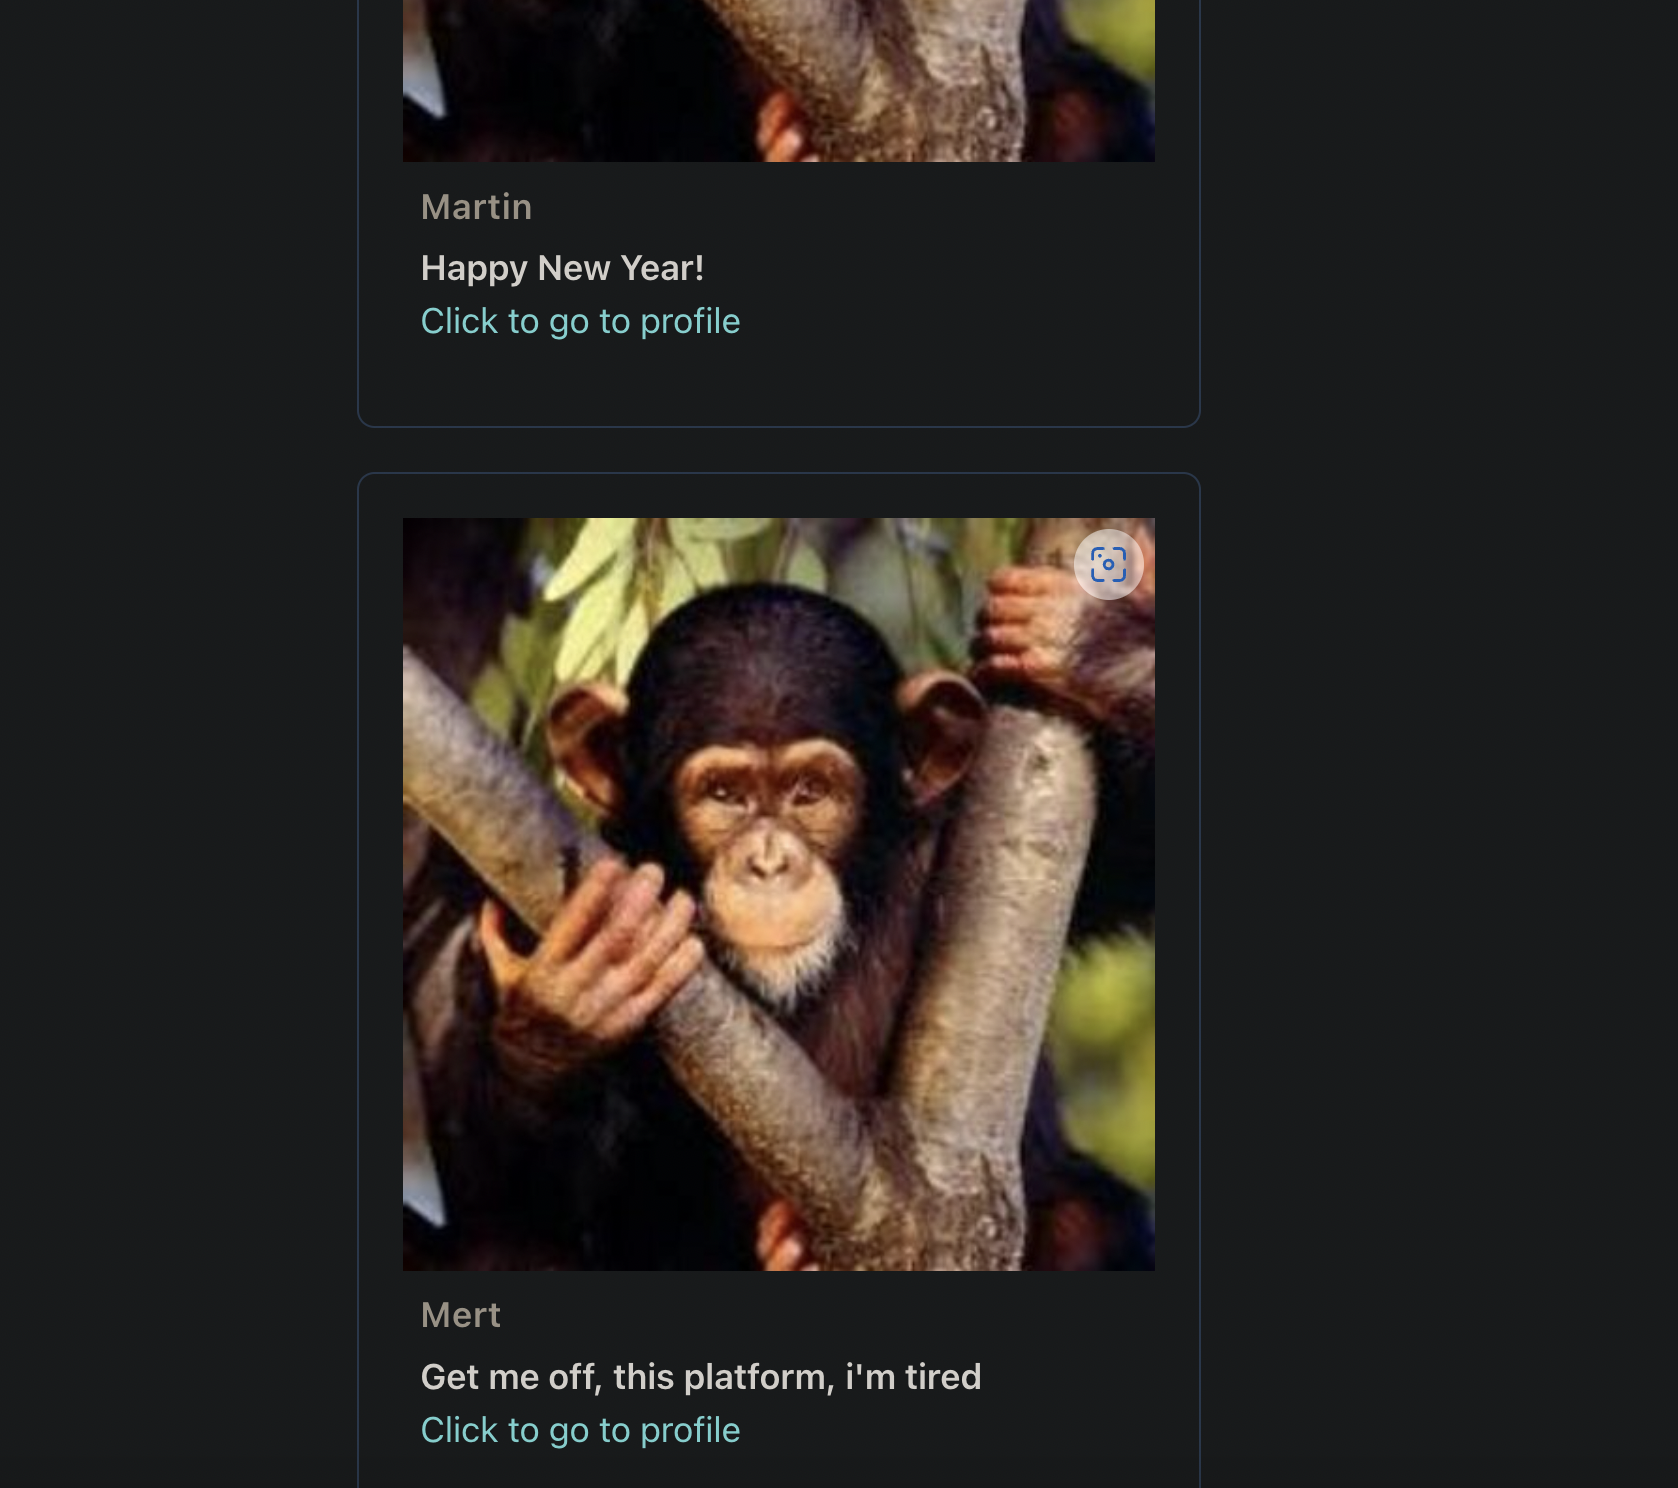 Martin
Happy New Year!
Click to go to profile
Mert
Get me off, this platform, i'm tired
Click to go to profile